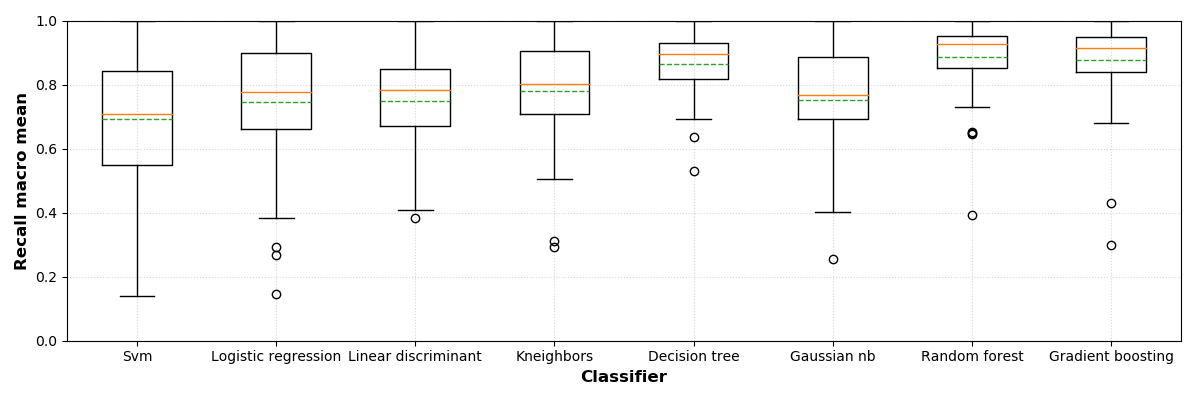 Recall macro mean
1.0
0.8
0.6
0.4
0.2
0.0
Svm Logistic regression Linear discriminant Kneighbors Decision tree Gaussian nb Random forest Gradient boosting
Classifier